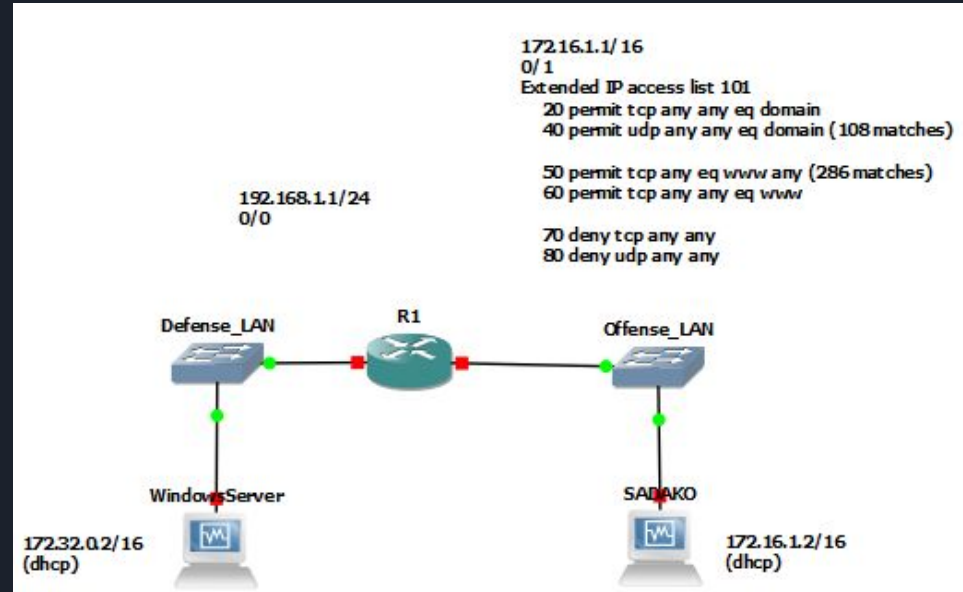 172.16.1.1/16
0/1
Extended IP access list 101
20 permit tcp any any eq domain
40 permit udp any any eq domain (108 matches)
50 permit tcp any eq www any (286 matches)
60 permit tcp any any eq www
70 deny tcp any any
80 deny udp any any
192.168.1.1/24
0/0
Defense_LAN
R1
Offense_LAN
WindowsServer
SADAKO
172.32.0.2/16
(dhcp)
172.16.1.2/16
(dhcp)